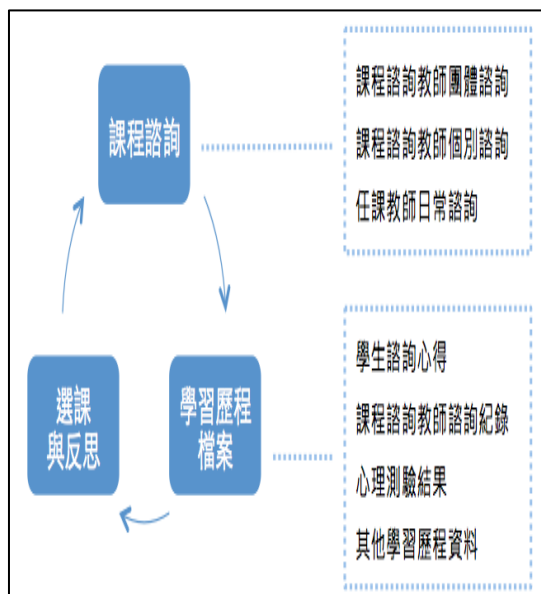 課程諮詢
課程諮詢教師團體諮詢
課程諮詢教師個別諮詢
任課教師日常諮詢
選課
與反思
學習歷程
檔案
學生諮詢心得
課程諮詢教師諮詢紀錄
心理測驗結果
其他學習歷程資料